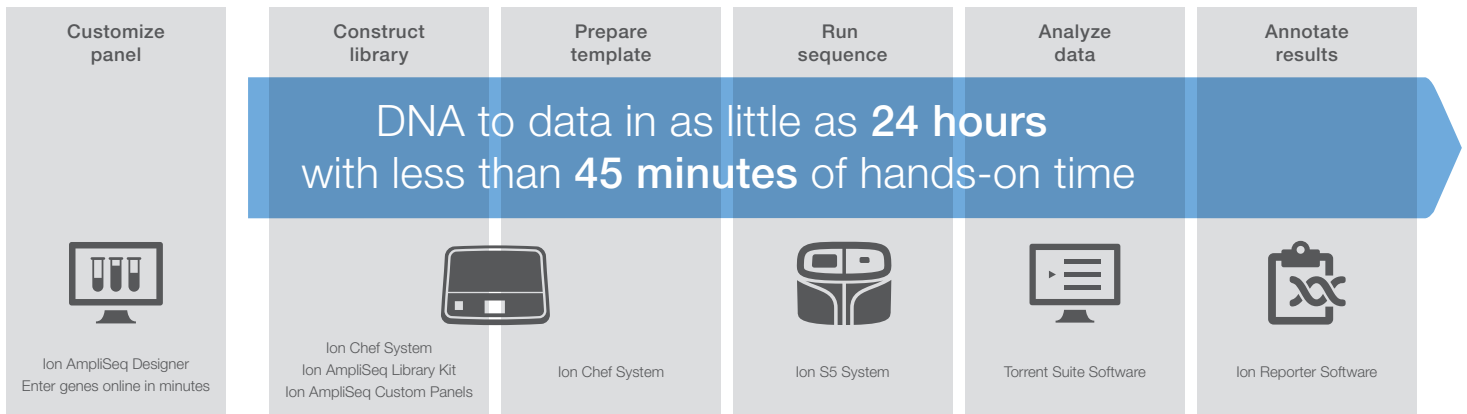 Customize
panel
Construct
library
Prepare
template
Run
sequence
Analyze
data
Annotate
results
DNA to data in as little as 24 hours
with less than 45 minutes of hands-on time
Ion AmpliSeq Designer
Enter genes online in minutes
Ion Chef System
Ion AmpliSeq Library Kit
Ion AmpliSeq Custom Panels
Ion Chef System
Ion S5 System
Torrent Suite Software
Ion Reporter Software